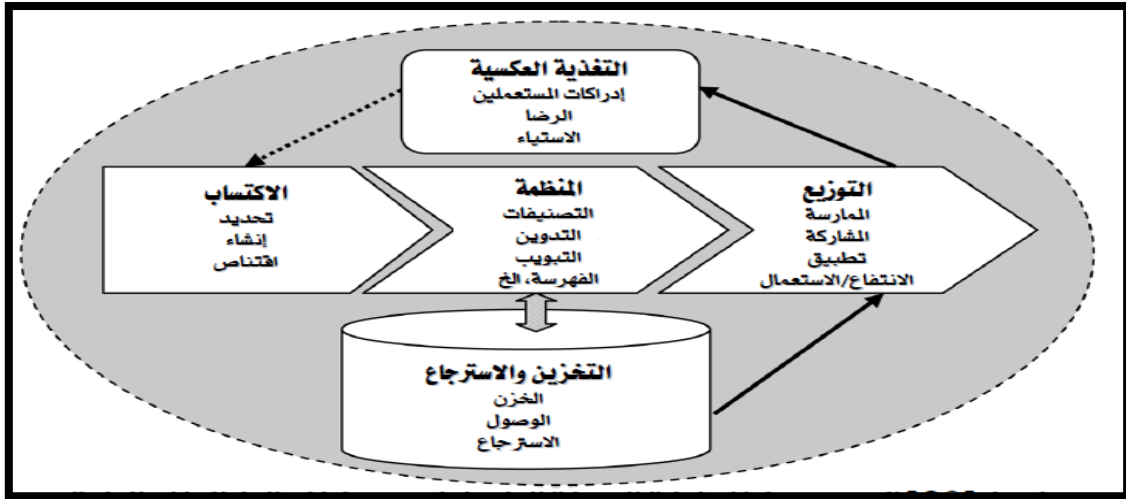 التغذية العكسية
إدراكات المستعملين
الرضا
الاستياء
الاكتساب
تحديد
إنشاء
اقتناص
المنظمة
التصنيفات
التدوين
التبويب
الفهرسة، الخ
التوزيع
الممارسة
المشاركة
تطبيق
الانتفاع/الاستعمال
التخزين والاسترجاع
الخزن
الوصول
الاسترجاع